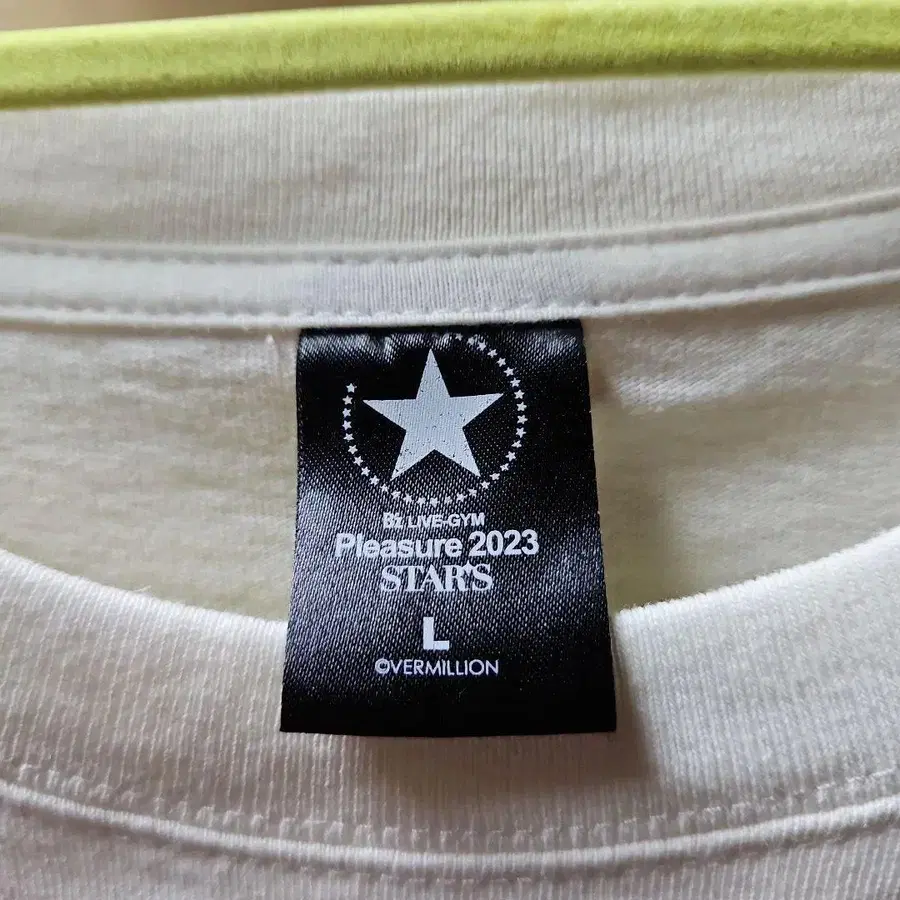 B'z LIVE-GYM
Pleasure 2023
STARS
L
©VERMILLION